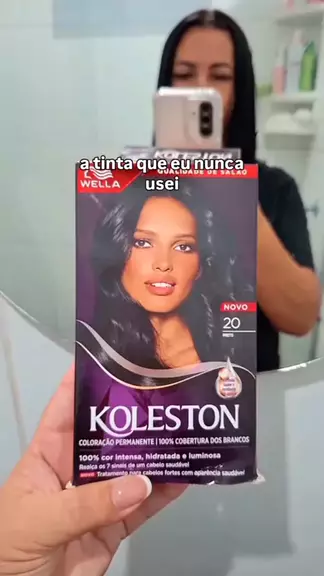 KOLESTON
a tinta que eu nunca
usei
WELLA
QUALIDADE DE SALÃO
NOVO
20
PRETO
KOLESTON
COLORAÇÃO PERMANENTE | 100% COBERTURA DOS BRANCOS
100% cor intensa, hidratada e luminosa
Realça os 7 sinais de um cabelo saudável
NOVO Tratamento para cabelos fortes com aparência saudável